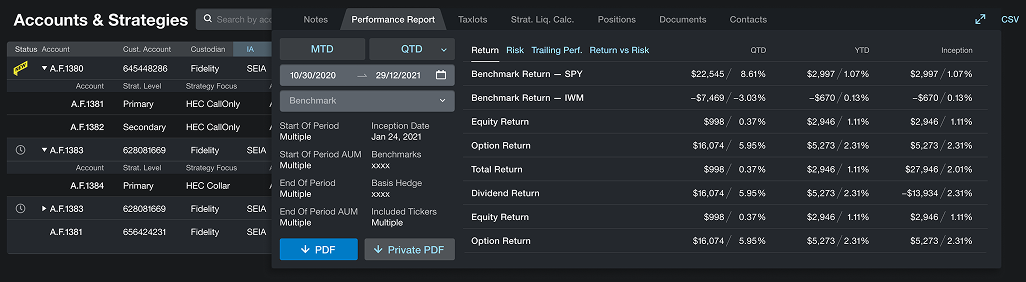 Accounts & Strategies
Search by acc
Notes Performance Report Taxlots Strat. Liq. Calc. Positions Documents Contacts CSV
Status Account Cust. Account Custodian IA
NEW A.F.1380 645448286 Fidelity SEIA
Account Strat. Level Strategy Focus A
A.F.1381 Primary HEC CallOnly
A.F.1382 Secondary HEC CallOnly
A.F.1383 628081669 Fidelity SEIA
Account Strat. Level Strategy Focus A
A.F.1384 Primary HEC Collar
A.F.1383 628081669 Fidelity SEIA
A.F.1381 656424231 Fidelity SEIA
MTD QTD
10/30/2020 29/12/2021
Benchmark
Start Of Period Inception Date
Multiple Jan 24, 2021
Start Of Period AUM Benchmarks
Multiple xxxx
End Of Period Basis Hedge
Multiple xxxx
End Of Period AUM Included Tickers
Multiple Multiple
PDF Private PDF
Return Risk Trailing Perf. Return vs Risk QTD YTD Inception
Benchmark Return — SPY $22,545 / 8.61% $2,997 / 1.07% $2,997 / 1.07%
Benchmark Return — IWM −$7,469 / −3.03% −$670 / 0.13% −$670 / 0.13%
Equity Return $998 / 0.37% $2,946 / 1.11% $2,946 / 1.11%
Option Return $16,074 / 5.95% $5,273 / 2.31% $5,273 / 2.31%
Total Return $998 / 0.37% $2,946 / 1.11% $27,946 / 2.01%
Dividend Return $16,074 / 5.95% $5,273 / 2.31% −$13,934 / 2.31%
Equity Return $998 / 0.37% $2,946 / 1.11% $2,946 / 1.11%
Option Return $16,074 / 5.95% $5,273 / 2.31% $5,273 / 2.31%